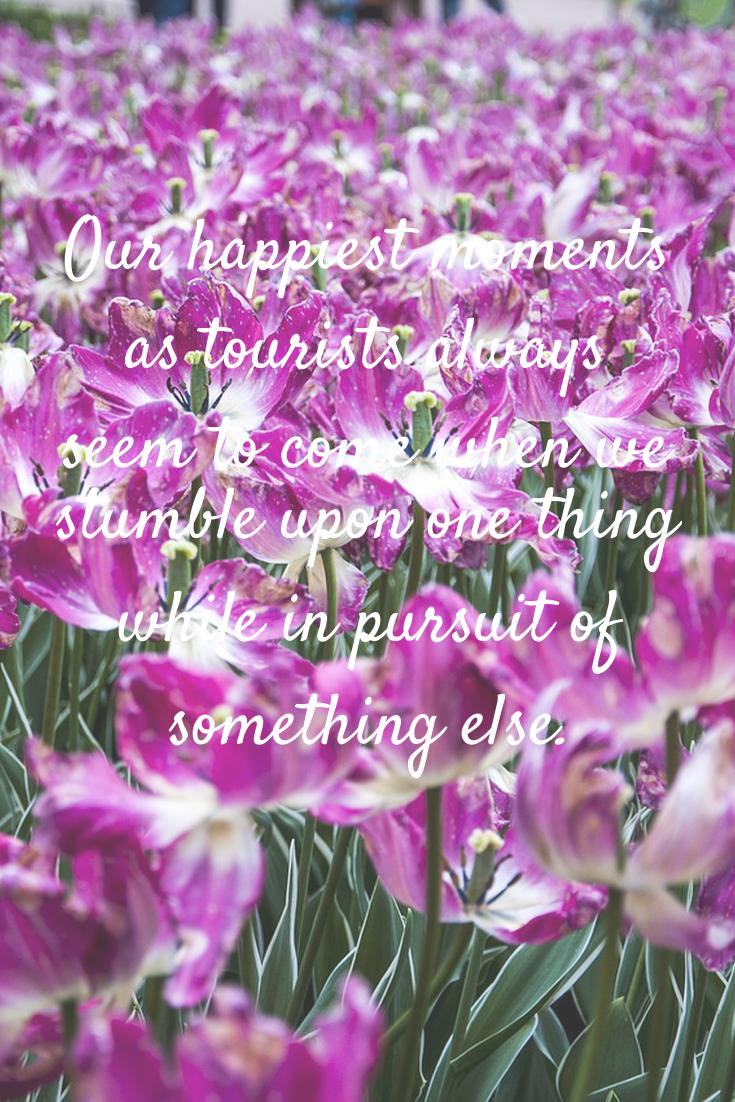 Our happiest moments
as tourists always
seem to come when we
stumble upon one thing
while in pursuit of
something else.